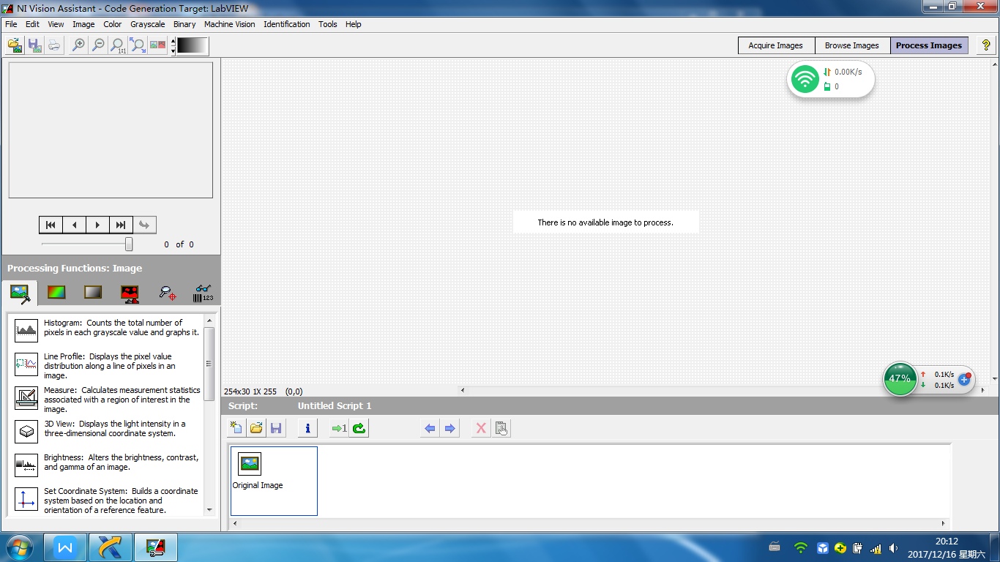 NI Vision Assistant - Code Generation Target: LabVIEW
File Edit View Image Color Grayscale Binary Machine Vision Identification Tools Help
1:1
Acquire Images
Browse Images
Process Images
?
0.00K/s
0
There is no available image to process.
0 of 0
Processing Functions: Image
123
Histogram: Counts the total number of
pixels in each grayscale value and graphs it.
Line Profile: Displays the pixel value
distribution along a line of pixels in an
image.
Measure: Calculates measurement statistics
associated with a region of interest in the
image.
3D View: Displays the light intensity in a
three-dimensional coordinate system.
Brightness: Alters the brightness, contrast,
and gamma of an image.
Set Coordinate System: Builds a coordinate
system based on the location and
orientation of a reference feature.
47%
0.1K/s
0.1K/s
254x30 1X 255 (0,0)
Script: Untitled Script 1
i
1
Original Image
W
20:12
2017/12/16 星期六